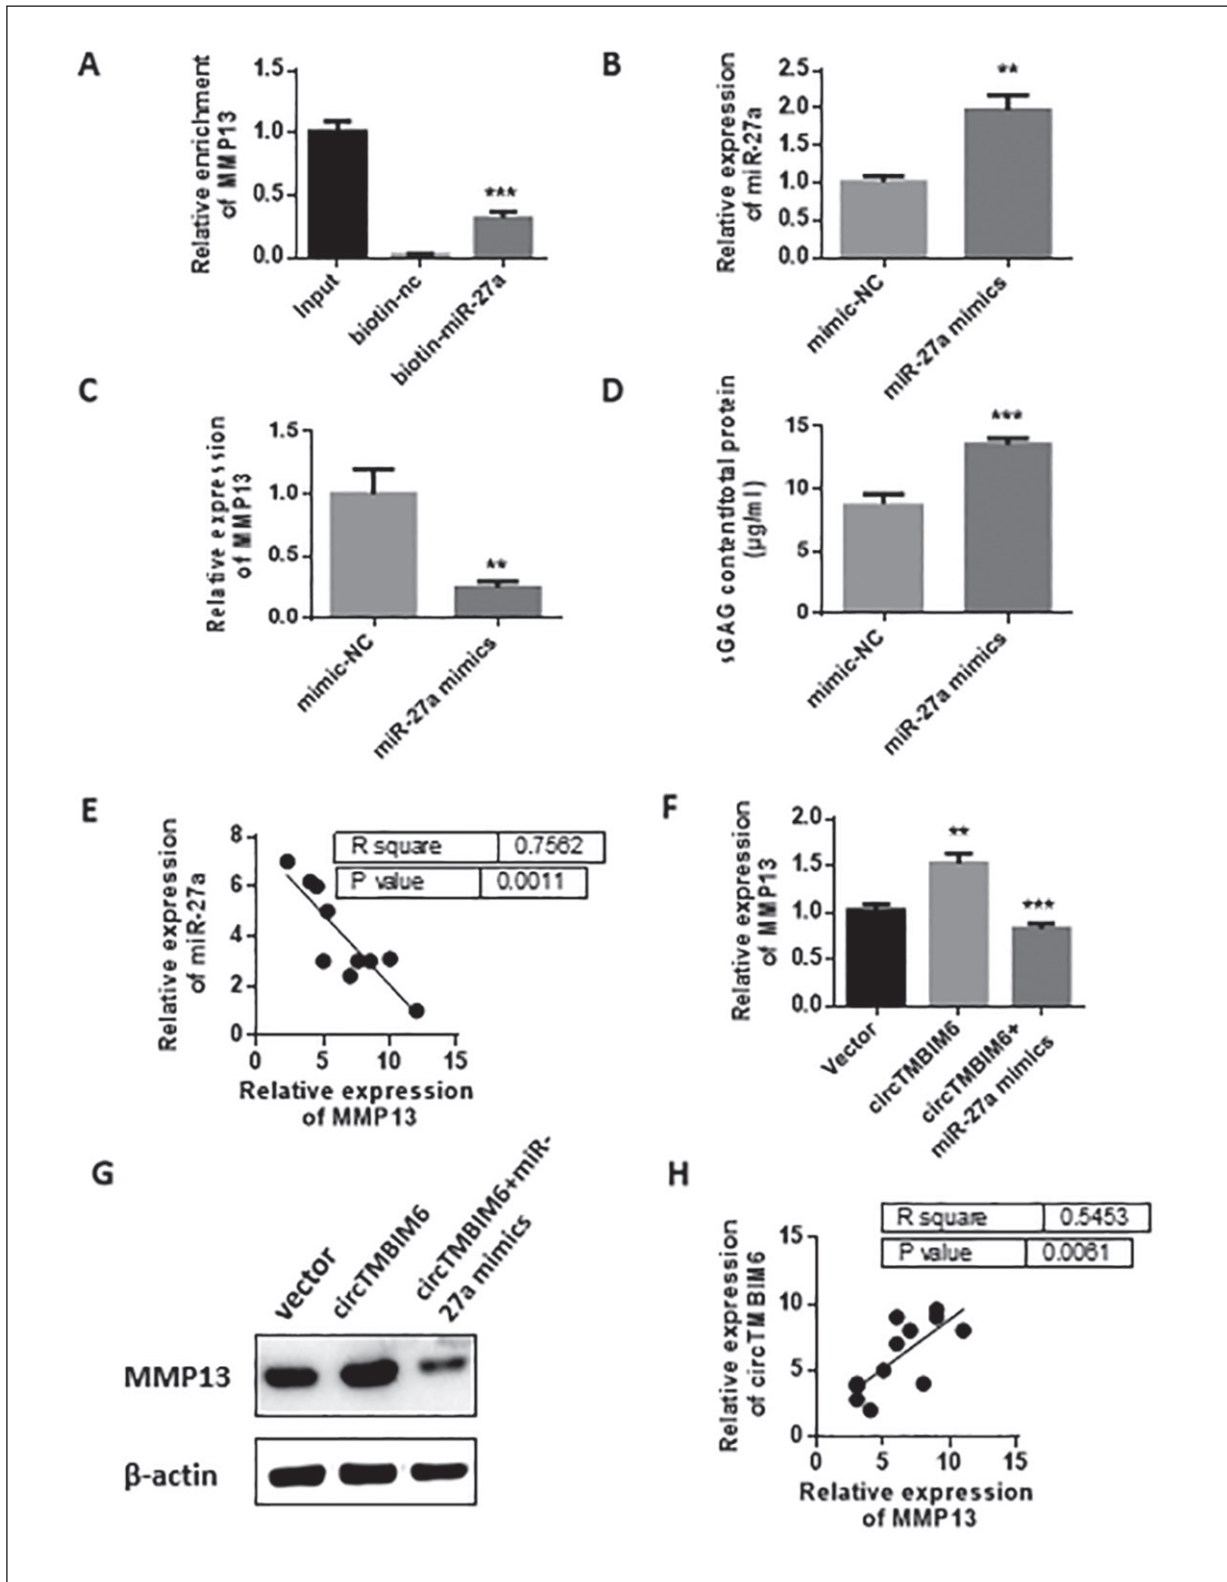 A
Relative enrichment
of MMP13
1.5
1.0
0.5
0.0
***
Input
biotin-nc
biotin-miR-27a
B
Relative expression
of miR-27a
2.5
2.0
1.5
1.0
0.5
0.0
**
mimic-NC
miR-27a mimics
C
Relative expression
of MMP13
1.5
1.0
0.5
0.0
**
mimic-NC
miR-27a mimics
D
sGAG content/total protein
(µg/ml)
15
10
5
0
***
mimic-NC
miR-27a mimics
E
Relative expression
of miR-27a
8
6
4
2
0
R square 0.7562
P value 0.0011
0 5 10 15
Relative expression
of MMP13
F
Relative expression
of MMP13
2.0
1.5
1.0
0.5
0.0
**
***
Vector
circTMBIM6
circTMBIM6+
miR-27a mimics
G
vector
circTMBIM6
circTMBIM6+miR-
27a mimics
MMP13
β-actin
H
Relative expression
of circTMBIM6
15
10
5
0
R square 0.5453
P value 0.0061
0 5 10 15
Relative expression
of MMP13